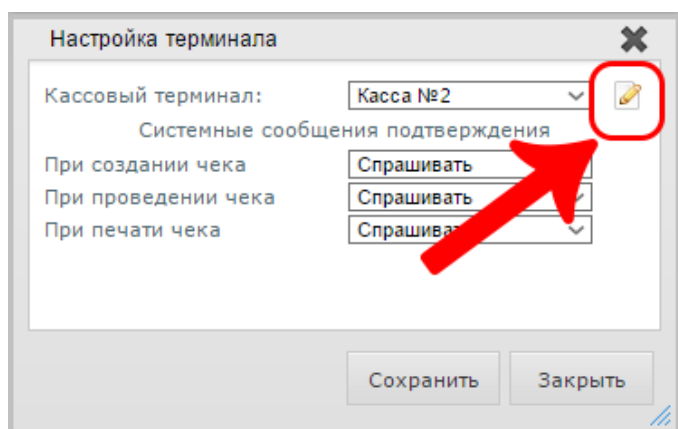 Настройка терминала
Кассовый терминал: Касса №2
Системные сообщения подтверждения
При создании чека Спрашивать
При проведении чека Спрашивать
При печати чека Спрашивать
Сохранить Закрыть